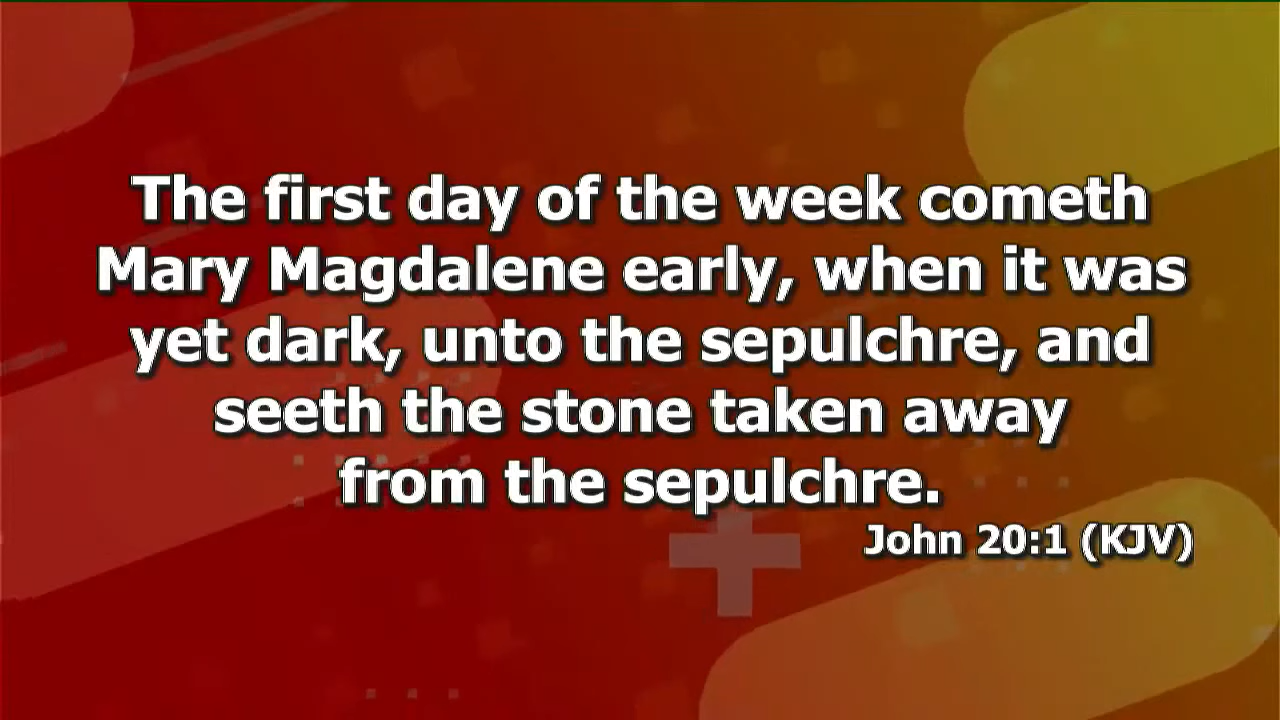 The first day of the week cometh
Mary Magdalene early, when it was
yet dark, unto the sepulchre, and
seeth the stone taken away
from the sepulchre.
John 20:1 (KJV)